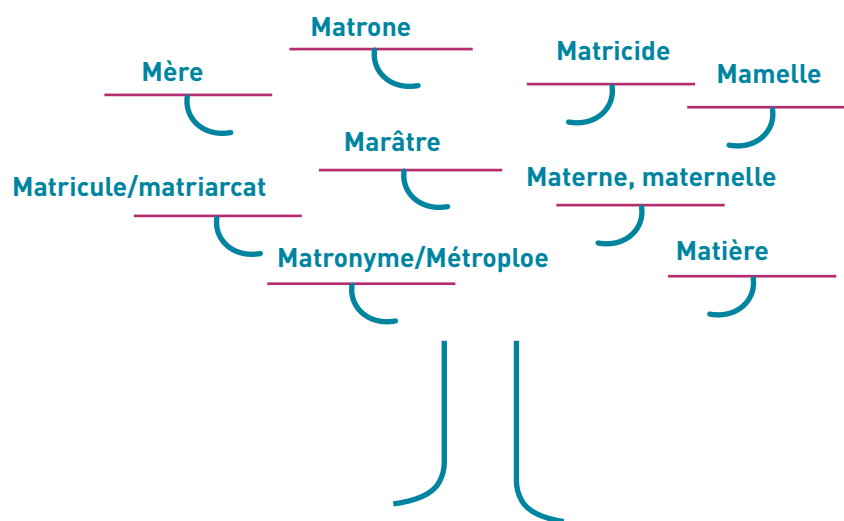 Matrone
Mère
Matricide
Mamelle
Marâtre
Matricule/matriarcat
Materne, maternelle
Matronyme/Métroploe
Matière